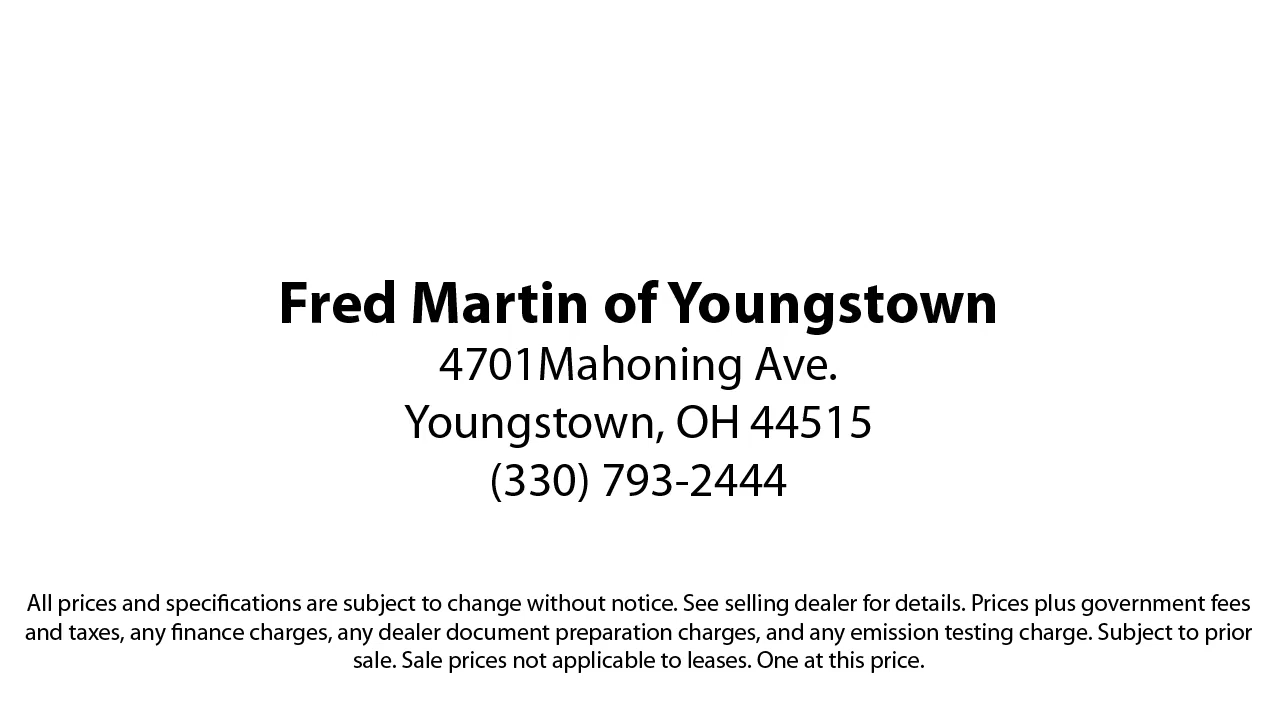 Fred Martin of Youngstown
4701Mahoning Ave.
Youngstown, OH 44515
(330) 793-2444
All prices and specifications are subject to change without notice. See selling dealer for details. Prices plus government fees
and taxes, any finance charges, any dealer document preparation charges, and any emission testing charge. Subject to prior
sale. Sale prices not applicable to leases. One at this price.